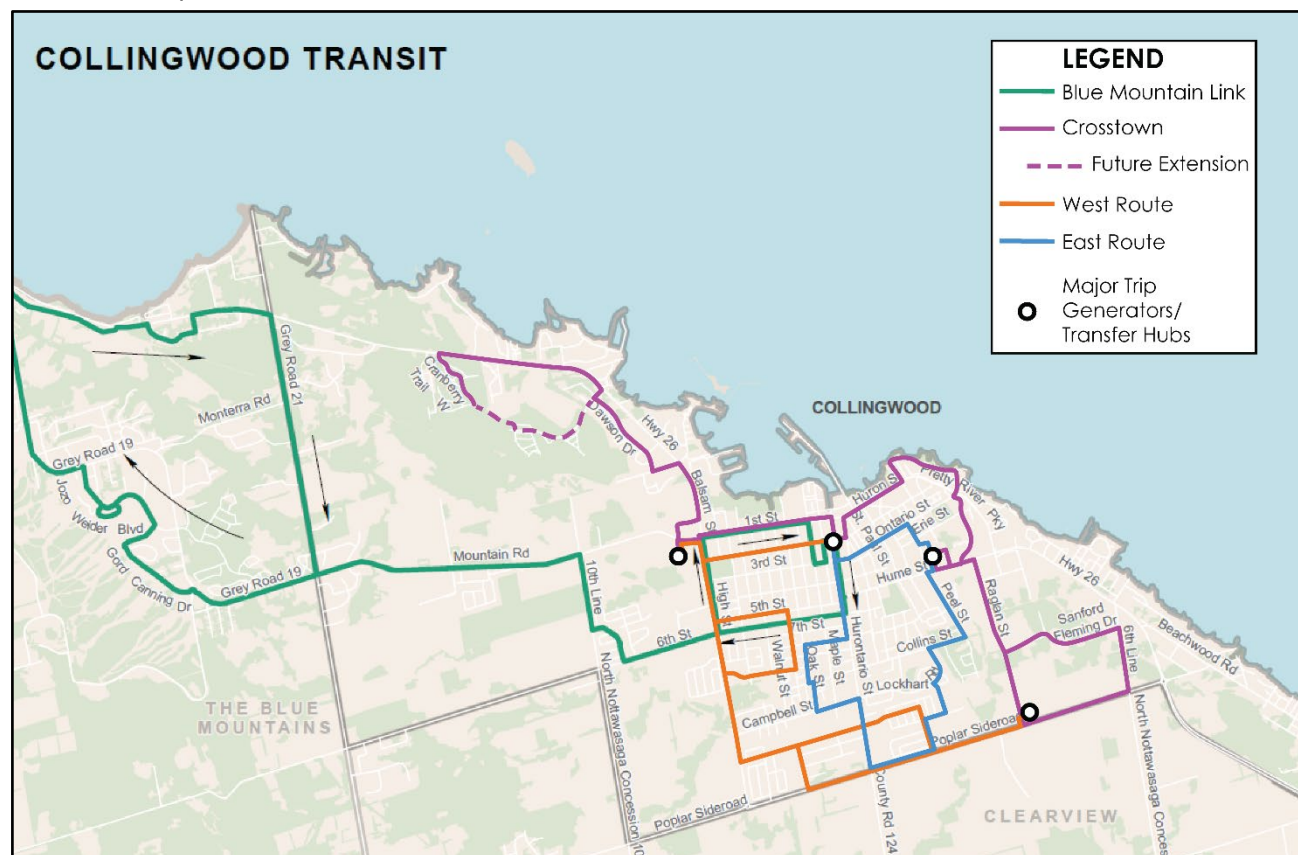 COLLINGWOOD TRANSIT
LEGEND
Blue Mountain Link
Crosstown
Future Extension
West Route
East Route
Major Trip
Generators/
Transfer Hubs
Grey Road 21
Monterra Rd
Grey Road 19
Jozo
Weider Blvd
Gord Canning Dr
Grey Road 19
Mountain Rd
10th Line
THE BLUE
MOUNTAINS
Cranberry
Trail W
Dawson Dr
Hwy 26
Balsam St
COLLINGWOOD
1st St
Huron St
Pretty River Pky
St. Paul St
Ontario St
Erie St
3rd St
Hume St
Hwy 26
Beachwood Rd
High St
5th St
6th St
7th St
Walnut St
Oak St
Maple St
Hurontario St
Peel St
Raglan St
Collins St
Sanford
Fleming Dr
6th Line
Lockhart Rd
Campbell St
Poplar Sideroad
Poplar Sideroad
North Nottawasaga Concession 10
County Rd 124
CLEARVIEW
North Nottawasaga Concess